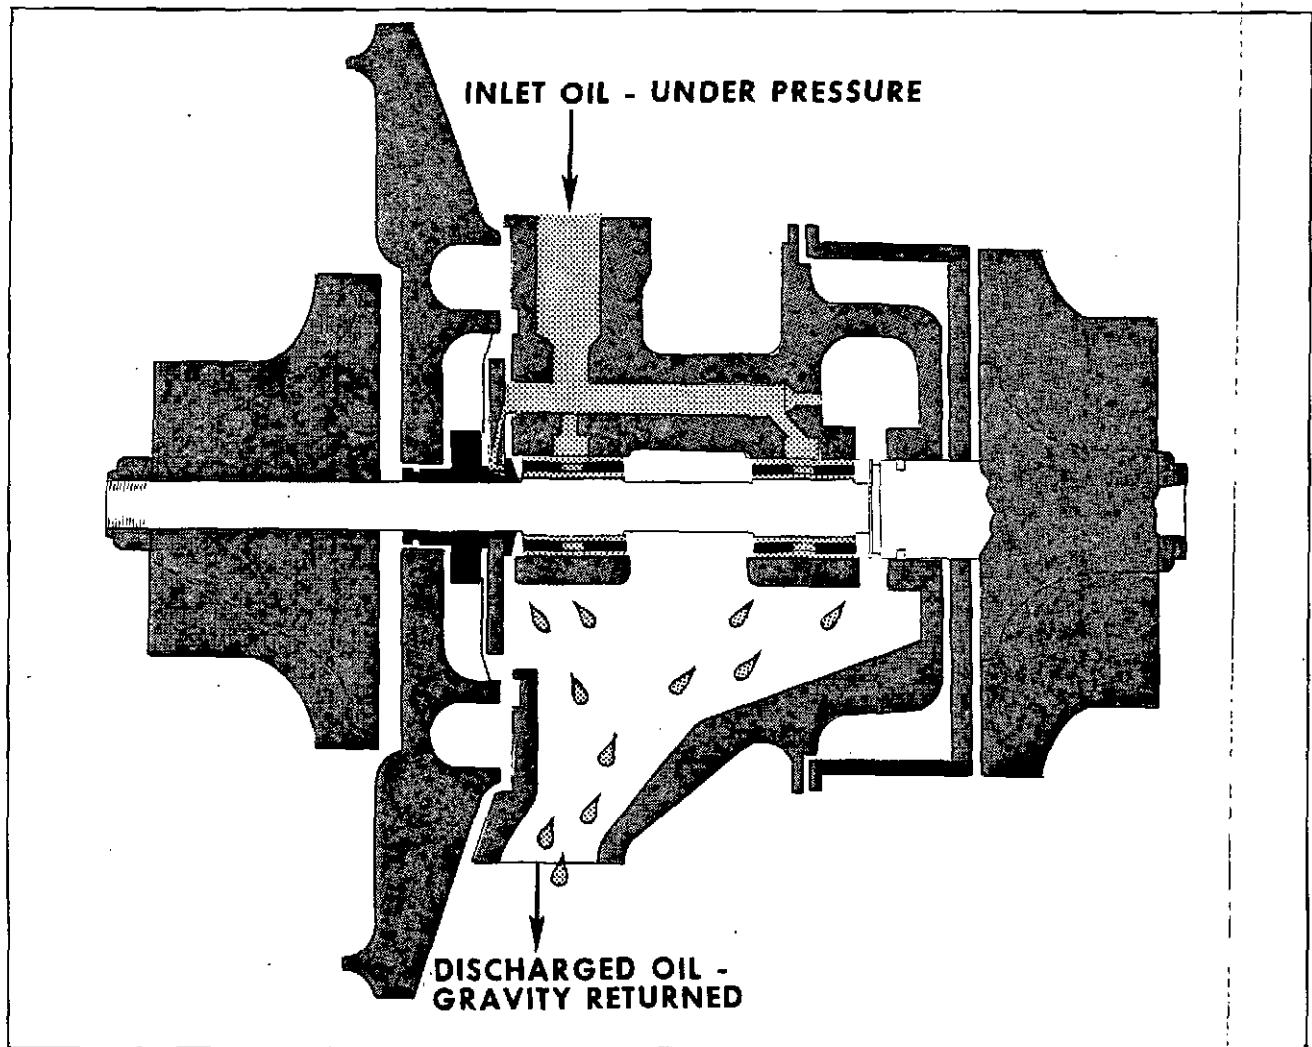 INLET OIL - UNDER PRESSURE
DISCHARGED OIL -
GRAVITY RETURNED